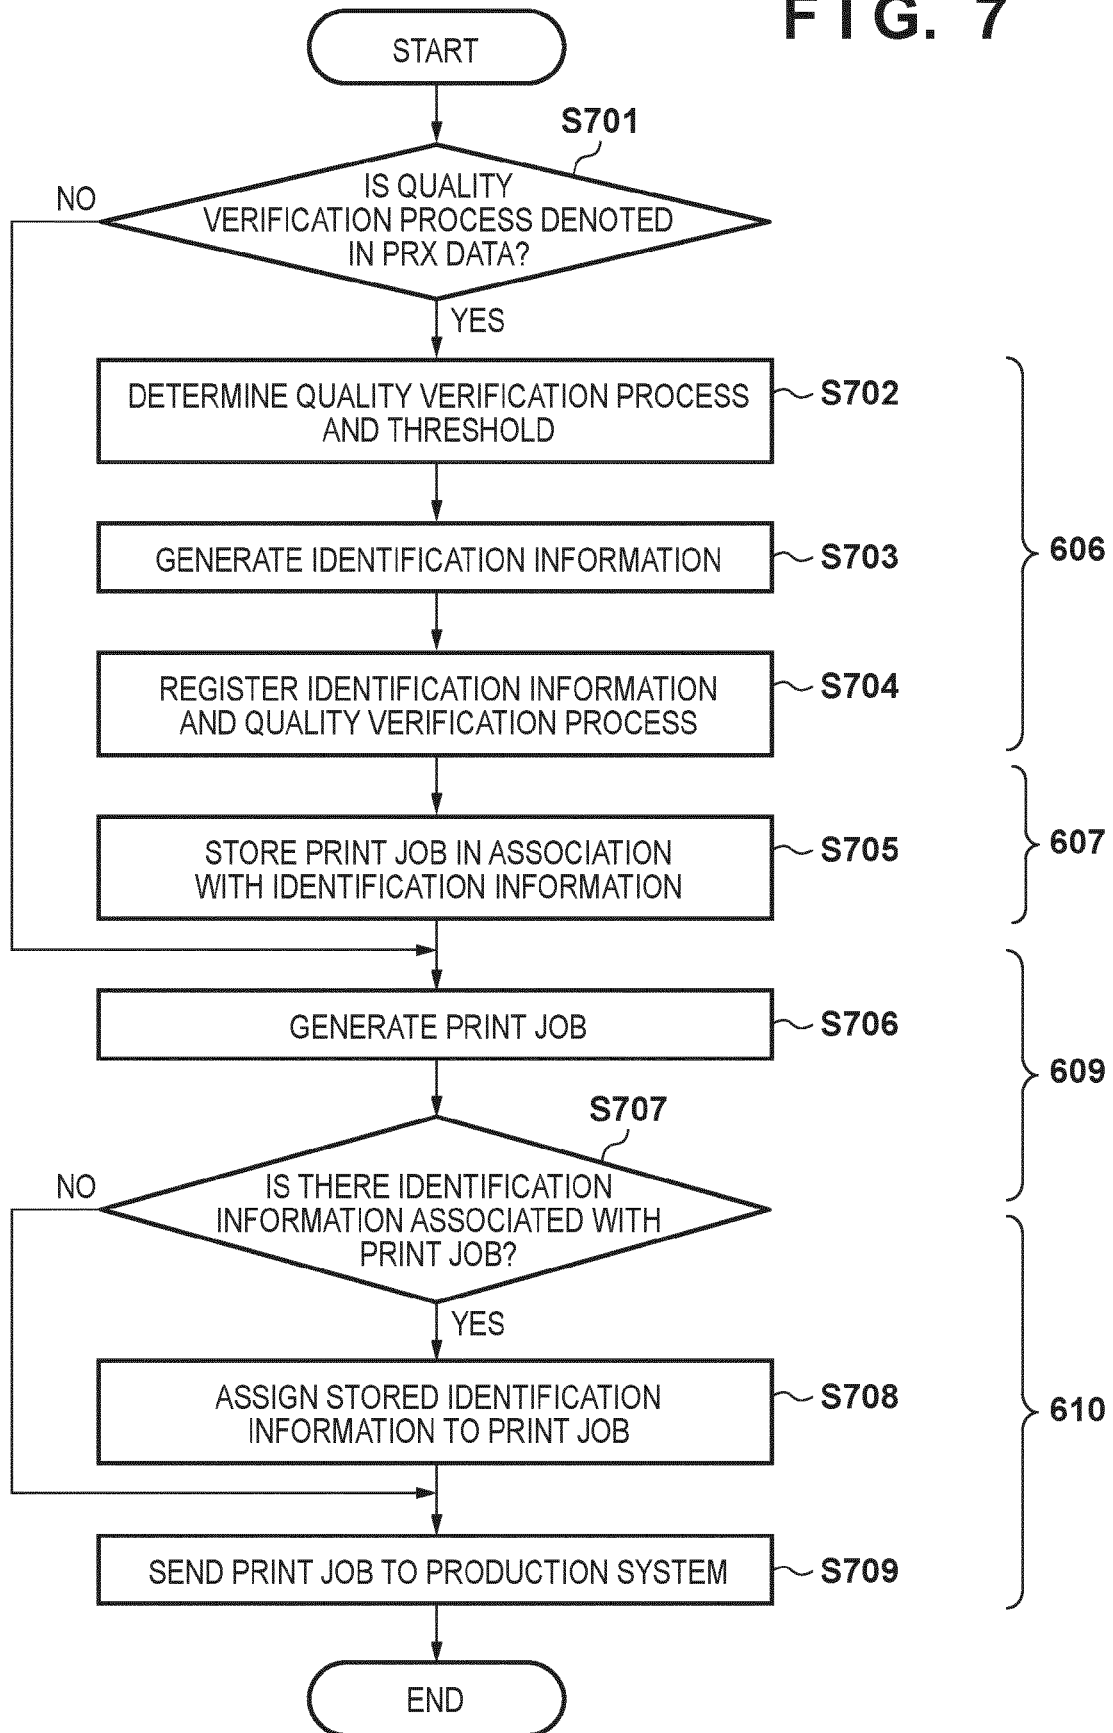 FIG. 7
START
S701
NO
IS QUALITY
VERIFICATION PROCESS DENOTED
IN PRX DATA?
YES
DETERMINE QUALITY VERIFICATION PROCESS
AND THRESHOLD
S702
GENERATE IDENTIFICATION INFORMATION
S703
606
REGISTER IDENTIFICATION INFORMATION
AND QUALITY VERIFICATION PROCESS
S704
STORE PRINT JOB IN ASSOCIATION
WITH IDENTIFICATION INFORMATION
S705
607
GENERATE PRINT JOB
S706
609
S707
NO
IS THERE IDENTIFICATION
INFORMATION ASSOCIATED WITH
PRINT JOB?
YES
ASSIGN STORED IDENTIFICATION
INFORMATION TO PRINT JOB
S708
610
SEND PRINT JOB TO PRODUCTION SYSTEM
S709
END